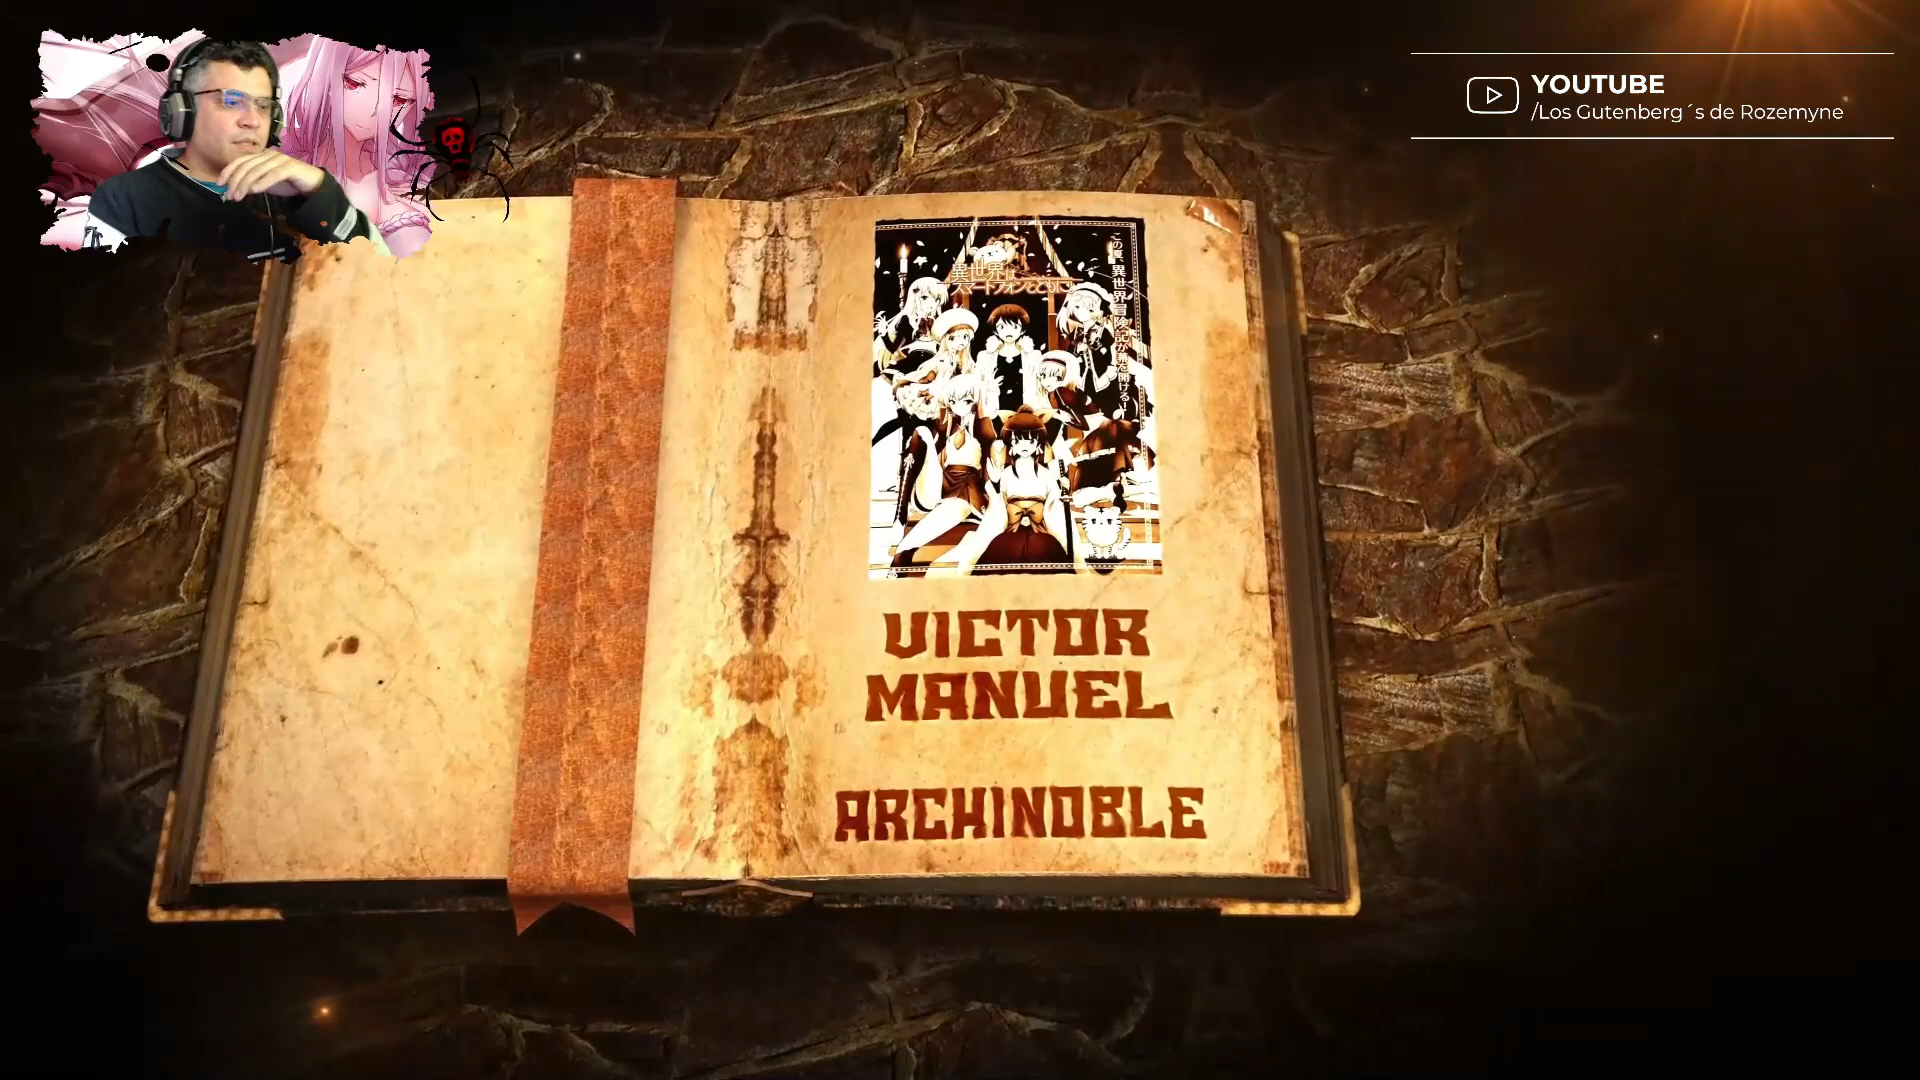 YOUTUBE
/Los Gutenberg´s de Rozemyne
異世界は
スマートフォンとともに
この夏、異世界冒険記が幕を開ける!
VICTOR
MANUEL
ARCHINOBLE